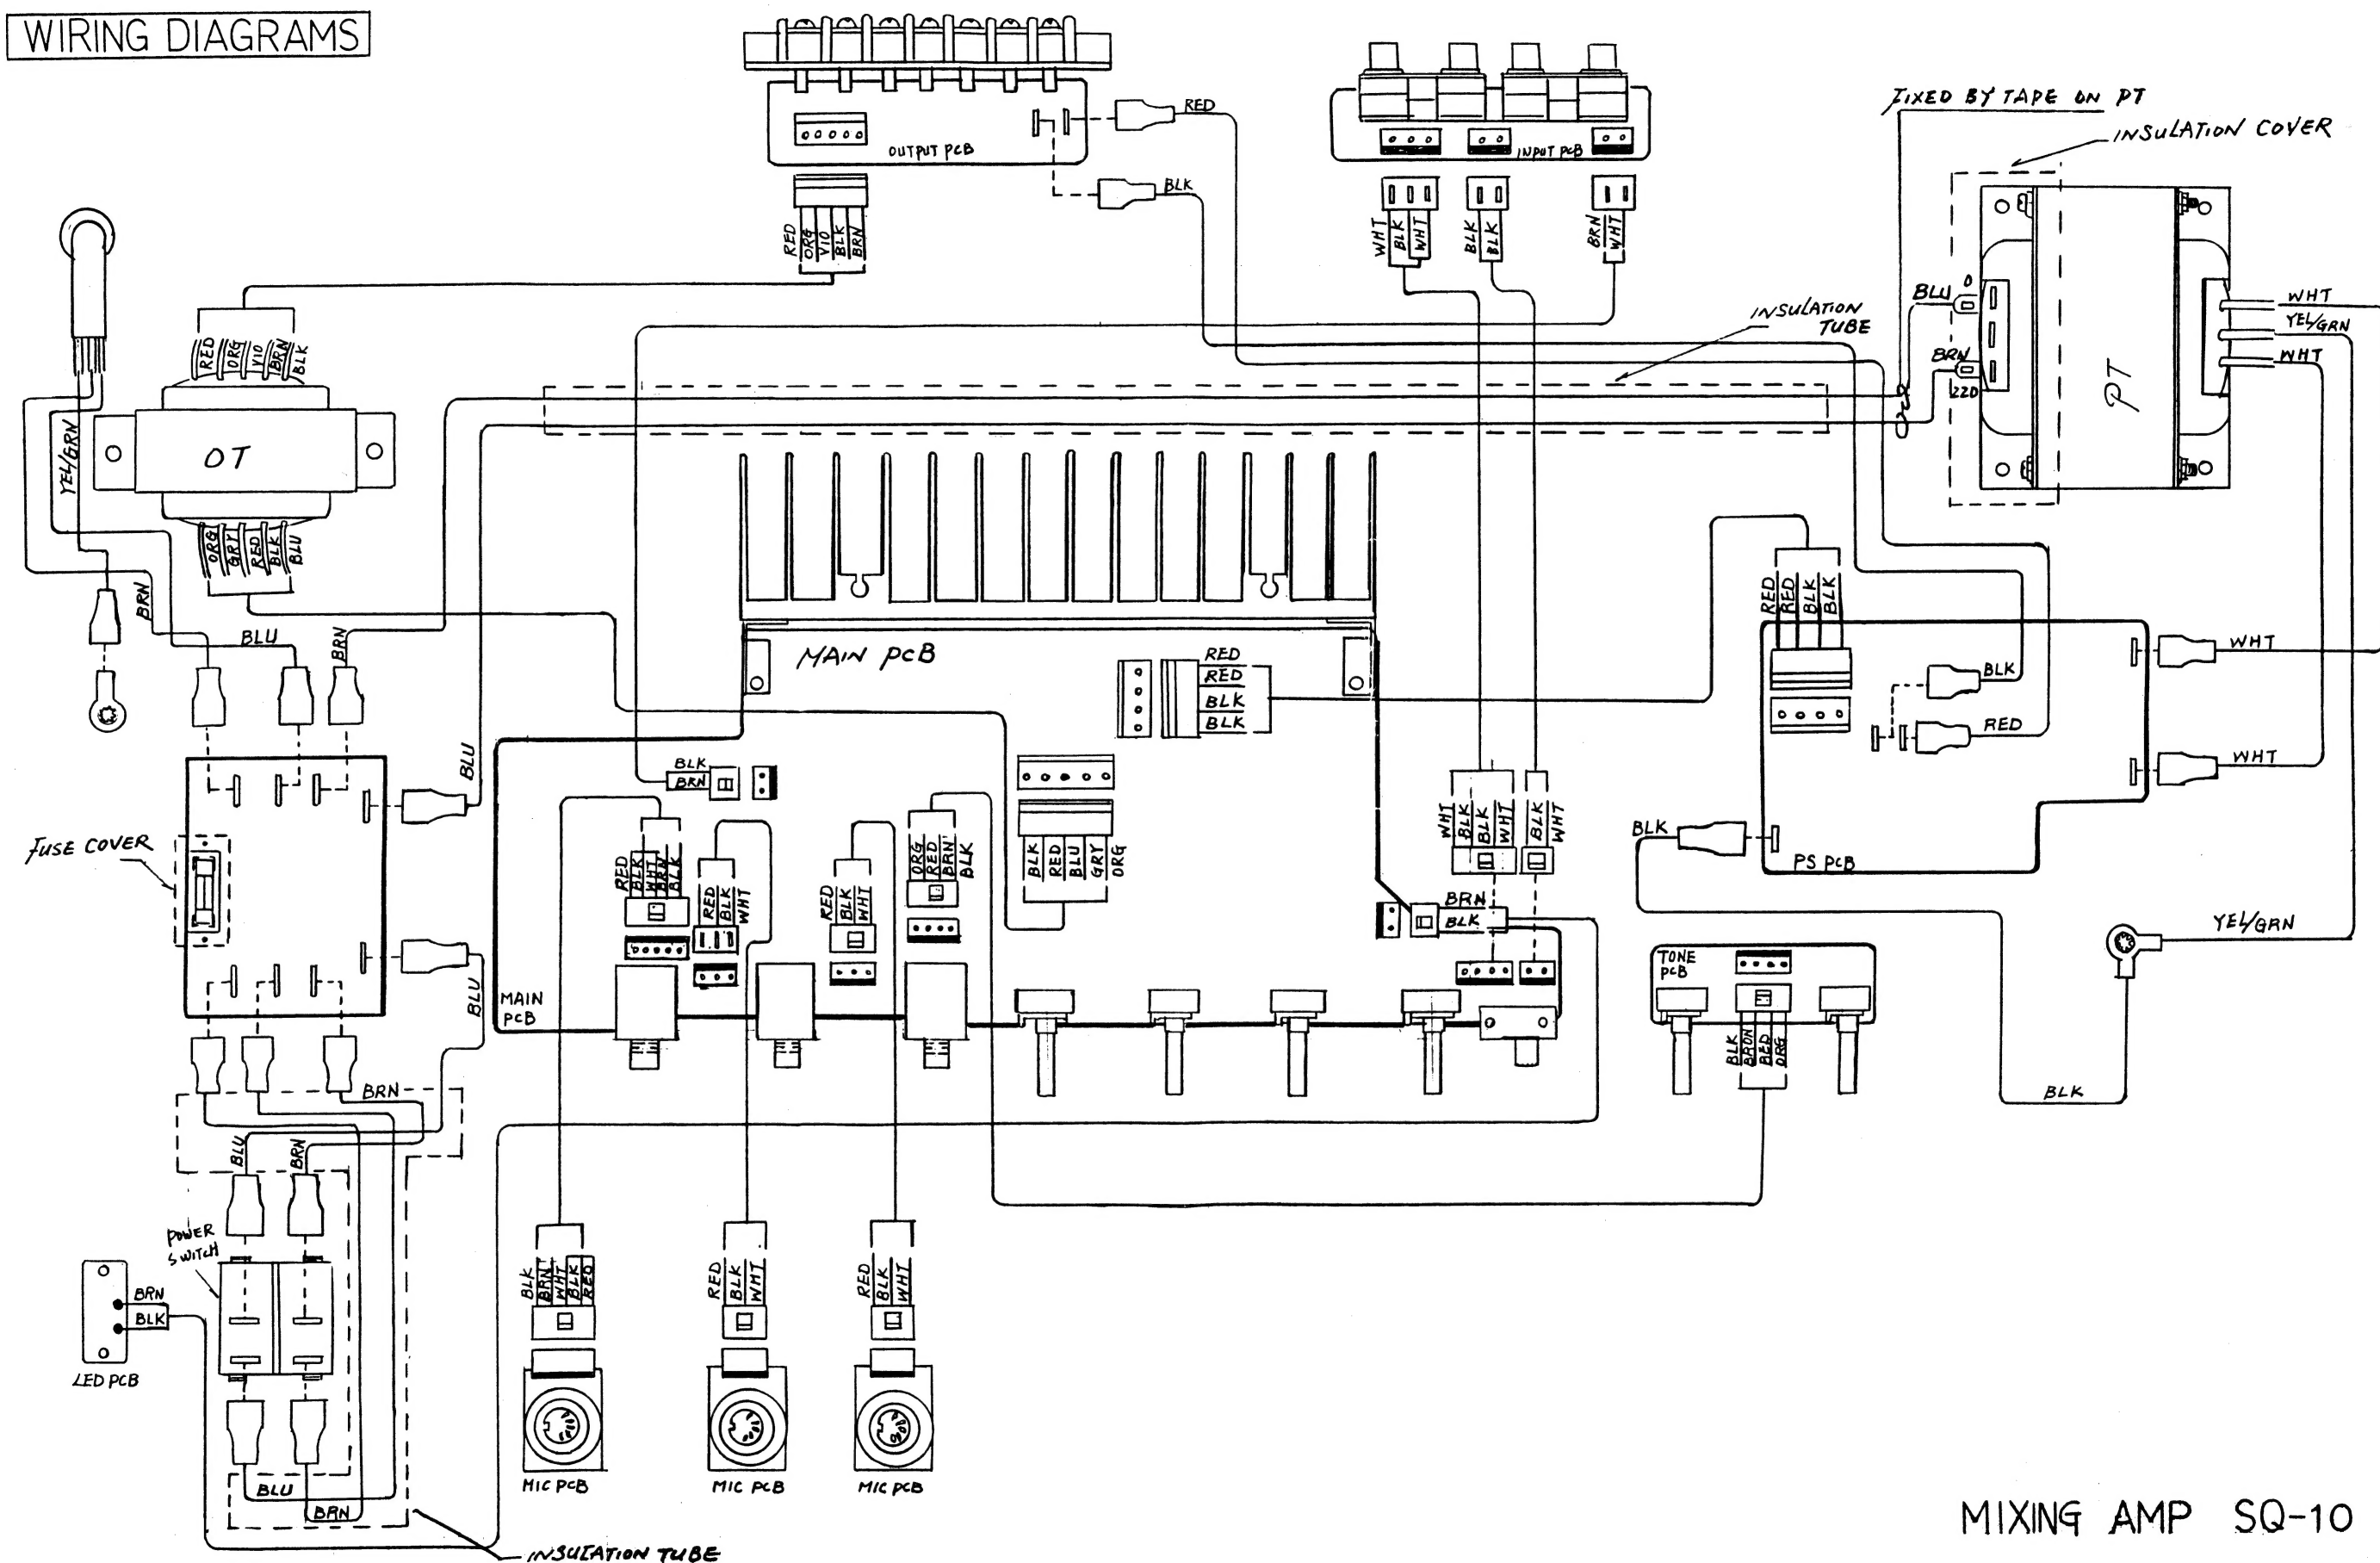 WIRING DIAGRAMS
RED
OUTPUT PCB
BLK
RED
ORG
VIO
BLK
BRN
INPUT PCB
WHT
BLK
WHT
BLK
BLK
BRN
WHT
FIXED BY TAPE ON PT
INSULATION COVER
BLU
0
BRN
220
PT
WHT
YEL/GRN
WHT
INSULATION
TUBE
RED
ORG
VIO
BRN
BLK
OT
YEL/GRN
ORG
GRY
RED
BLK
BLU
BRN
BLU
BRN
BLU
FUSE COVER
BLU
MAIN PCB
RED
RED
BLK
BLK
BLK
BRN
RED
BLK
WHT
BRN
BLK
RED
BLK
WHT
RED
BLK
WHT
ORG
RED
BRN
BLK
BLK
RED
BLU
GRY
ORG
WHT
BLK
BLK
WHT
BLK
WHT
BRN
BLK
MAIN
PCB
RED
RED
BLK
BLK
BLK
RED
WHT
WHT
BLK
PS PCB
YEL/GRN
TONE
PCB
BLK
BRON
RED
ORG
BLK
BRN
BLU
BRN
POWER
SWITCH
BRN
BLK
LED PCB
BLU
BRN
INSULATION TUBE
BLK
BRN
WHT
BLK
RED
MIC PCB
RED
BLK
WHT
MIC PCB
RED
BLK
WHT
MIC PCB
MIXING AMP SQ-10